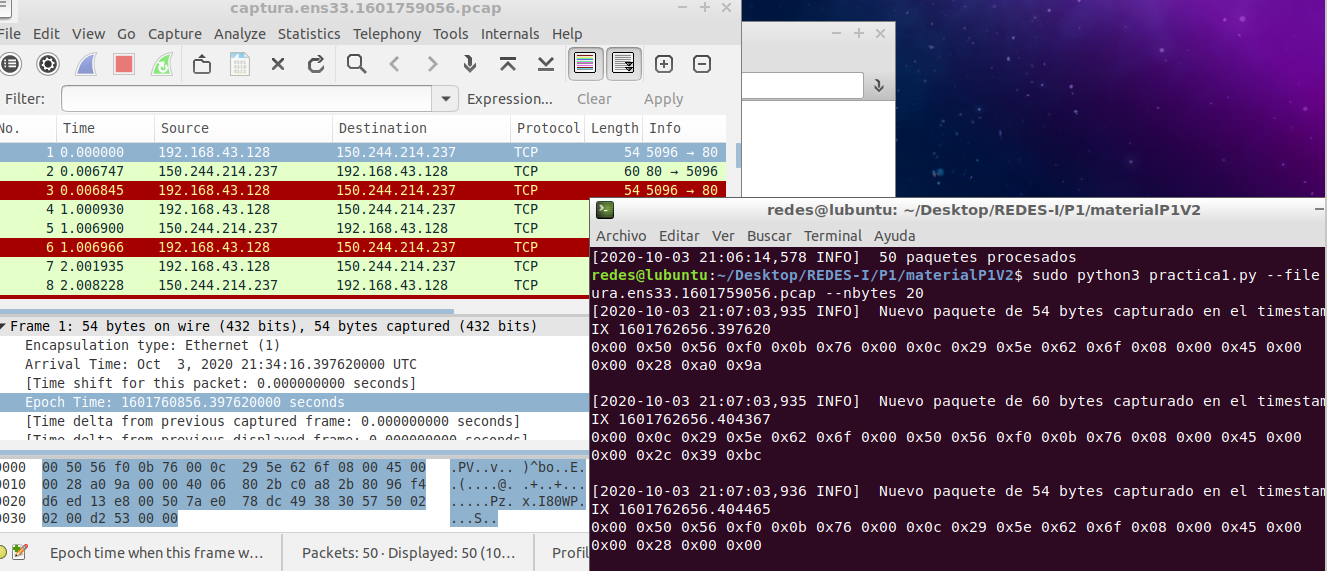 captura.ens33.1601759056.pcap
File Edit View Go Capture Analyze Statistics Telephony Tools Internals Help
Filter: Expression... Clear Apply
No. Time Source Destination Protocol Length Info
1 0.000000 192.168.43.128 150.244.214.237 TCP 54 5096 → 80
2 0.006747 150.244.214.237 192.168.43.128 TCP 60 80 → 5096
3 0.006845 192.168.43.128 150.244.214.237 TCP 54 5096 → 80
4 1.000930 192.168.43.128 150.244.214.237 TCP
5 1.006900 150.244.214.237 192.168.43.128 TCP
6 1.006966 192.168.43.128 150.244.214.237 TCP
7 2.001935 192.168.43.128 150.244.214.237 TCP
8 2.008228 150.244.214.237 192.168.43.128 TCP
Frame 1: 54 bytes on wire (432 bits), 54 bytes captured (432 bits)
Encapsulation type: Ethernet (1)
Arrival Time: Oct 3, 2020 21:34:16.397620000 UTC
[Time shift for this packet: 0.000000000 seconds]
Epoch Time: 1601760856.397620000 seconds
[Time delta from previous captured frame: 0.000000000 seconds]
[Time delta from previous displayed frame: 0.000000000 seconds]
0000 00 50 56 f0 0b 76 00 0c 29 5e 62 6f 08 00 45 00 .PV..v.. )^bo..E.
0010 00 28 a0 9a 00 00 40 06 80 2b c0 a8 2b 80 96 f4 .(....@. .+..+...
0020 d6 ed 13 e8 00 50 7a e0 78 dc 49 38 30 57 50 02 .....Pz. x.I80WP.
0030 02 00 d2 53 00 00 ...S..
Epoch time when this frame w... Packets: 50 · Displayed: 50 (10... Profil
redes@lubuntu: ~/Desktop/REDES-I/P1/materialP1V2
Archivo Editar Ver Buscar Terminal Ayuda
[2020-10-03 21:06:14,578 INFO] 50 paquetes procesados
redes@lubuntu:~/Desktop/REDES-I/P1/materialP1V2$ sudo python3 practica1.py --file
ura.ens33.1601759056.pcap --nbytes 20
[2020-10-03 21:07:03,935 INFO] Nuevo paquete de 54 bytes capturado en el timestam
IX 1601762656.397620
0x00 0x50 0x56 0xf0 0x0b 0x76 0x00 0x0c 0x29 0x5e 0x62 0x6f 0x08 0x00 0x45 0x00
0x00 0x28 0xa0 0x9a
[2020-10-03 21:07:03,935 INFO] Nuevo paquete de 60 bytes capturado en el timestam
IX 1601762656.404367
0x00 0x0c 0x29 0x5e 0x62 0x6f 0x00 0x50 0x56 0xf0 0x0b 0x76 0x08 0x00 0x45 0x00
0x00 0x2c 0x39 0xbc
[2020-10-03 21:07:03,936 INFO] Nuevo paquete de 54 bytes capturado en el timestam
IX 1601762656.404465
0x00 0x50 0x56 0xf0 0x0b 0x76 0x00 0x0c 0x29 0x5e 0x62 0x6f 0x08 0x00 0x45 0x00
0x00 0x28 0x00 0x00